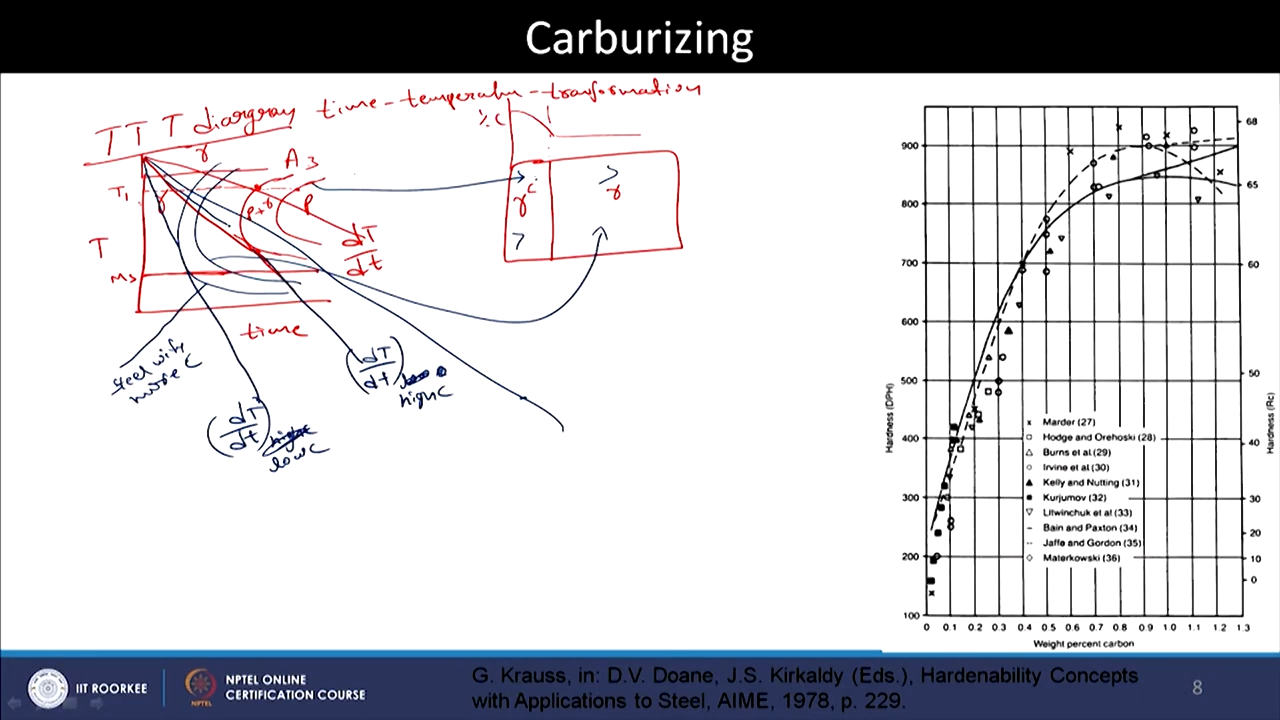 Carburizing
TTT diargray time-temperatu-transformation
%C
γ
A3
T1
γ
P+γ
P
γC
γ
T
dT
dt
Ms
time
steel with
more C
(dT/dt)
high C
(dT/dt)
low C
900
800
700
600
500
400
300
200
100
68
65
60
50
40
30
20
10
0
Hardness (DPH)
Hardness (Rc)
Marder (27)
Hodge and Orehoski (28)
Burns et al (29)
Irvine et al (30)
Kelly and Nutting (31)
Kurjumov (32)
Litwinchuk et al (33)
Bain and Paxton (34)
Jaffe and Gordon (35)
Materkowski (36)
0 0.1 0.2 0.3 0.4 0.5 0.6 0.7 0.8 0.9 1.0 1.1 1.2 1.3
Weight percent carbon
IIT ROORKEE
NPTEL
NPTEL ONLINE
CERTIFICATION COURSE
G. Krauss, in: D.V. Doane, J.S. Kirkaldy (Eds.), Hardenability Concepts
with Applications to Steel, AIME, 1978, p. 229.
8